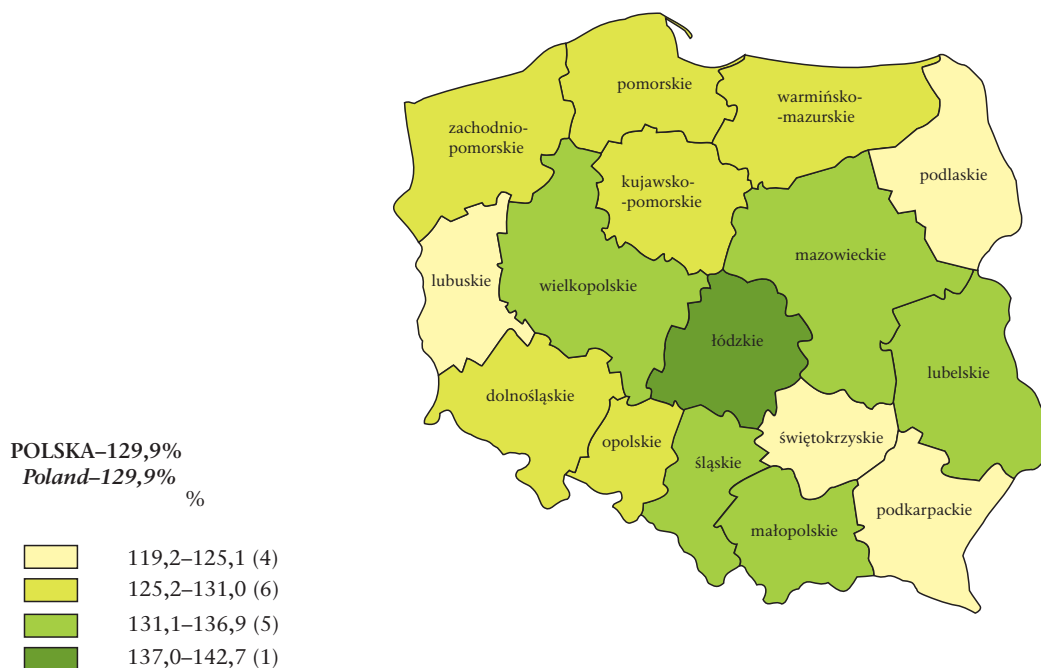 pomorskie
warmińsko-
-mazurskie
zachodnio-
pomorskie
podlaskie
kujawsko-
-pomorskie
mazowieckie
lubuskie
wielkopolskie
łódzkie
lubelskie
dolnośląskie
opolskie
świętokrzyskie
śląskie
podkarpackie
małopolskie
POLSKA–129,9%
Poland–129,9%
%
119,2–125,1 (4)
125,2–131,0 (6)
131,1–136,9 (5)
137,0–142,7 (1)